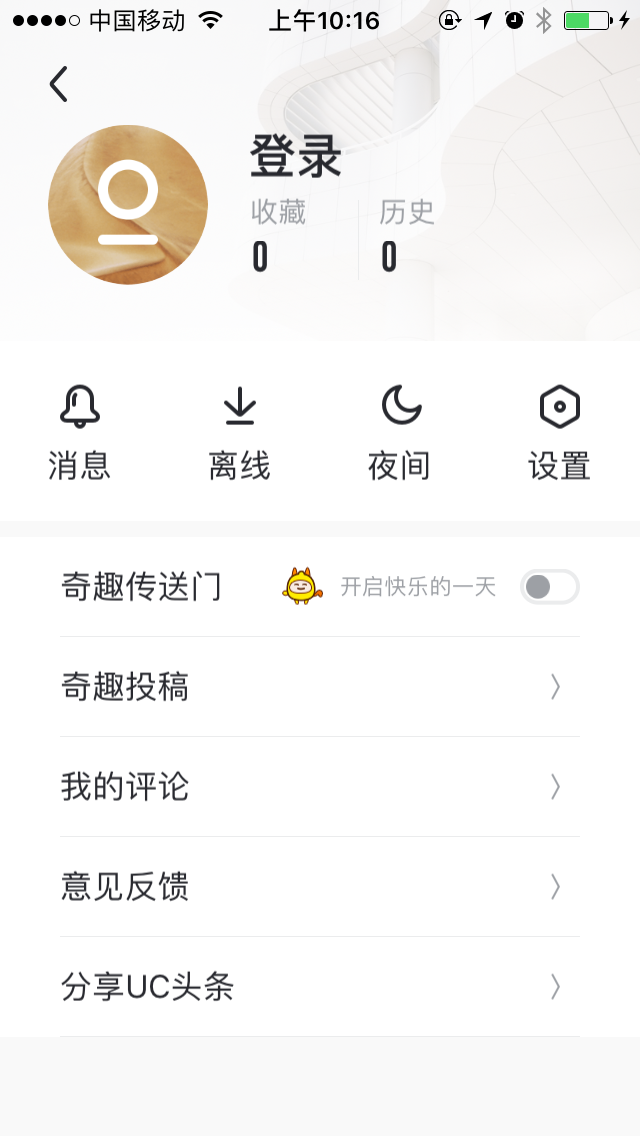 中国移动 上午10:16
登录
收藏 历史
0 0
消息 离线 夜间 设置
奇趣传送门 开启快乐的一天
奇趣投稿
我的评论
意见反馈
分享UC头条